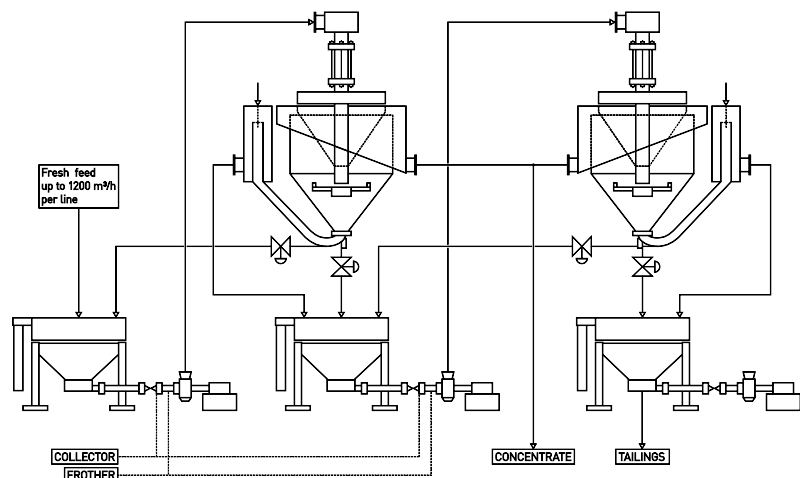 Fresh feed
up to 1200 m³/h
per line
COLLECTOR
FROTHER
CONCENTRATE
TAILINGS